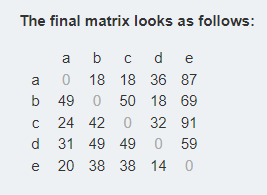 The final matrix looks as follows:
a b c d e
a 0 18 18 36 87
b 49 0 50 18 69
c 24 42 0 32 91
d 31 49 49 0 59
e 20 38 38 14 0